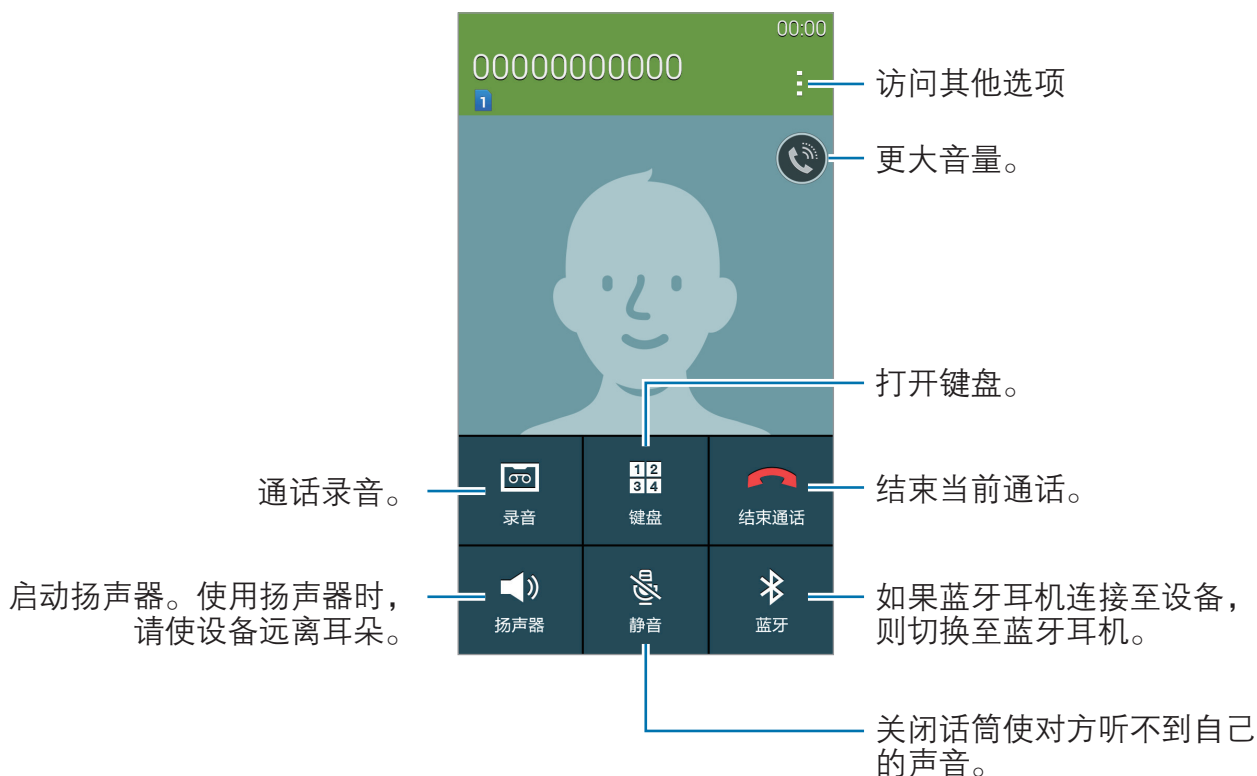 00:00
00000000000
1
访问其他选项
更大音量。
打开键盘。
通话录音。
1 2
3 4
录音
键盘
结束通话
结束当前通话。
启动扬声器。使用扬声器时，
请使设备远离耳朵。
扬声器
静音
蓝牙
如果蓝牙耳机连接至设备，
则切换至蓝牙耳机。
关闭话筒使对方听不到自己
的声音。